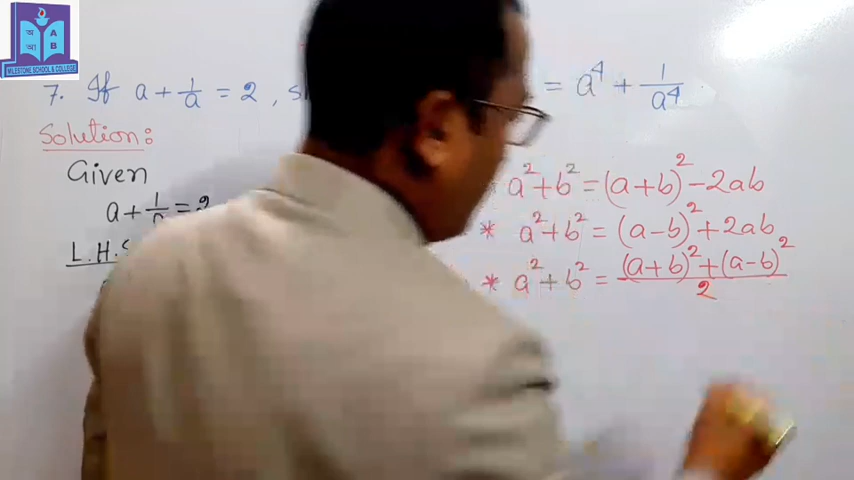 অ A
আ B
MILESTONE SCHOOL & COLLEGE
7. If a + 1/a = 2, = a⁴ + 1/a⁴
Solution:
Given
a + 1/a = 2
L.H.S
a² + b² = (a+b)² - 2ab
* a² + b² = (a-b)² + 2ab
* a² + b² = (a+b)² + (a-b)² / 2